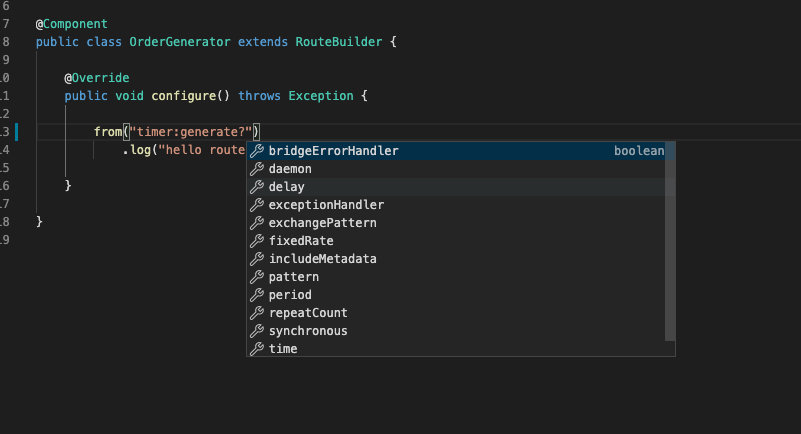 6
7 @Component
8 public class OrderGenerator extends RouteBuilder {
9
10 @Override
11 public void configure() throws Exception {
12
13 from("timer:generate?")
14 .log("hello route
bridgeErrorHandler boolean
15 daemon
16 } delay
exceptionHandler
17 exchangePattern
18 } fixedRate
19 includeMetadata
pattern
period
repeatCount
synchronous
time